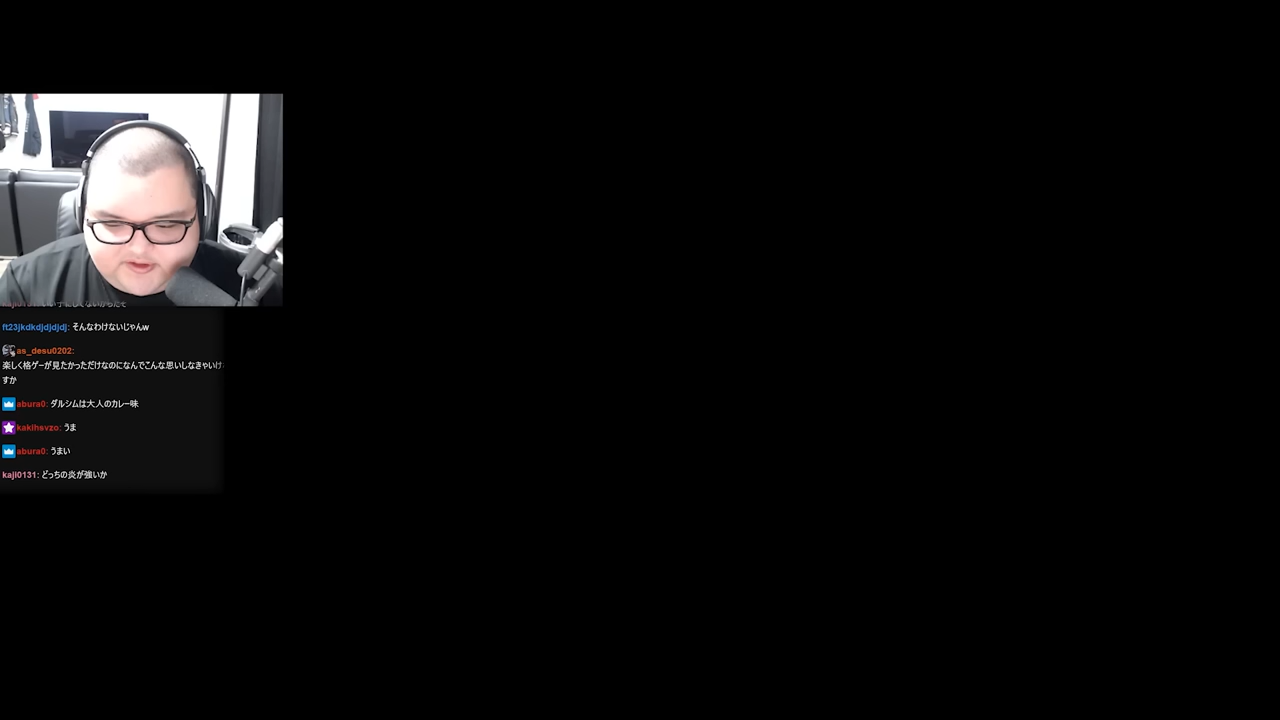 ft23jkdkdjdjdjdj: そんなわけないじゃんw
as_desu0202:
楽しく格ゲーが見たかっただけなのになんでこんな思いしなきゃいけ
すか
abura0: ダルシムは大人のカレー味
kakihsvzo: うま
abura0: うまい
kaji0131: どっちの炎が強いか